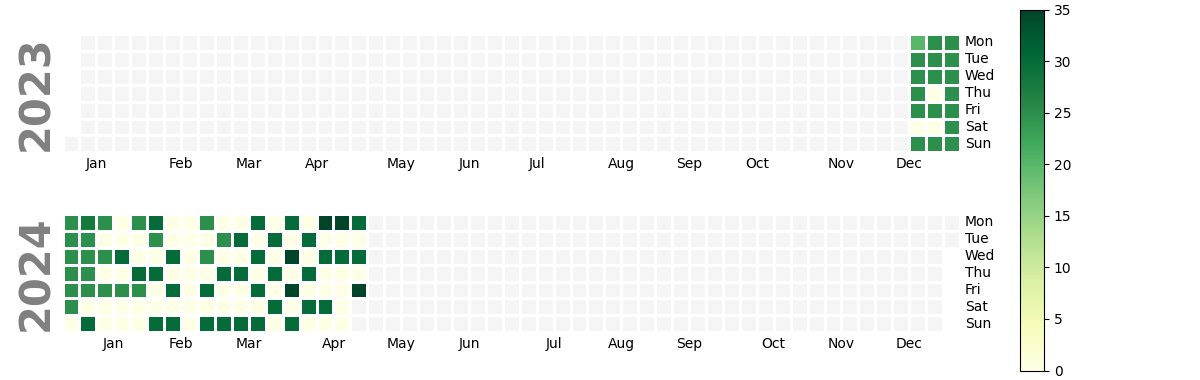 2023
Mon
Tue
Wed
Thu
Fri
Sat
Sun
Jan Feb Mar Apr May Jun Jul Aug Sep Oct Nov Dec
2024
Mon
Tue
Wed
Thu
Fri
Sat
Sun
Jan Feb Mar Apr May Jun Jul Aug Sep Oct Nov Dec
35
30
25
20
15
10
5
0